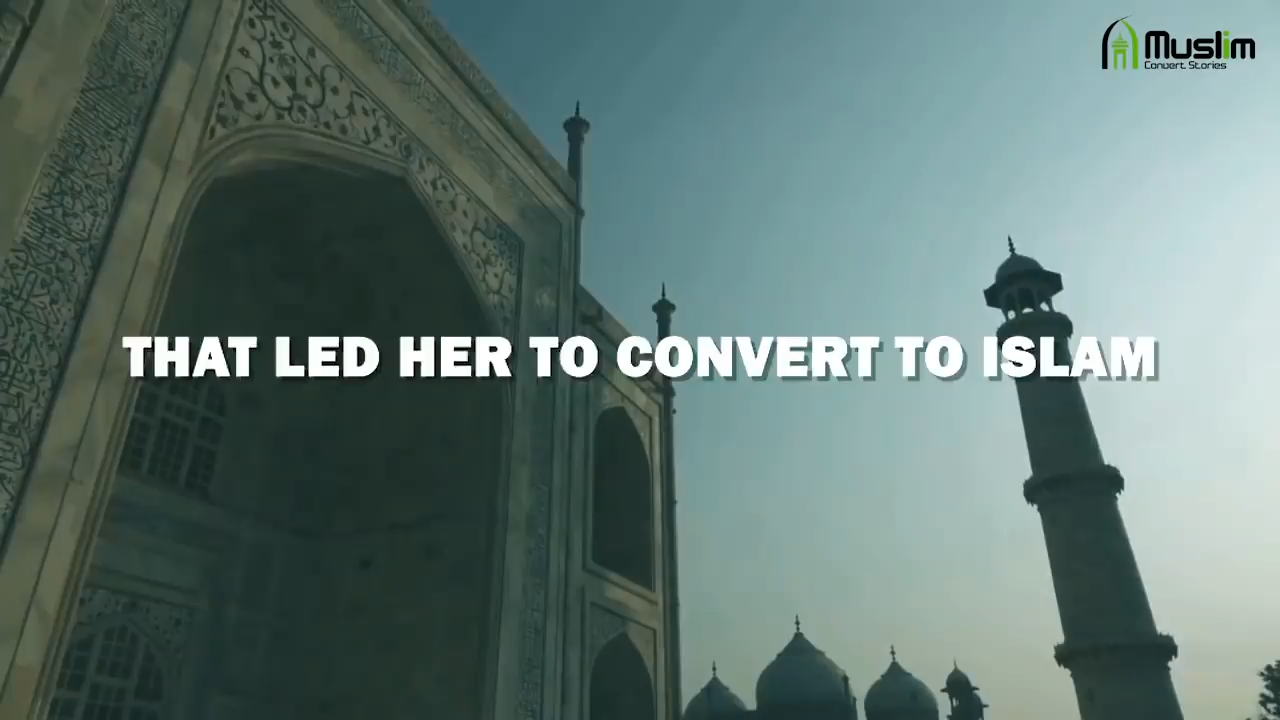 Muslim
Convert Stories
THAT LED HER TO CONVERT TO ISLAM